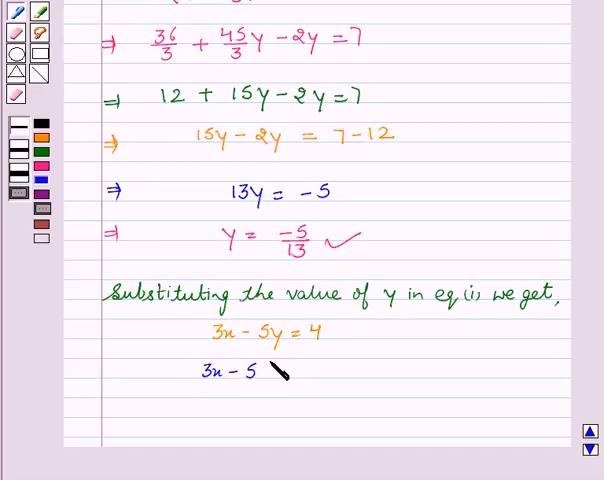 ⇒ 36/3 + 45/3 y - 2y = 7
⇒ 12 + 15y - 2y = 7
⇒ 15y - 2y = 7 - 12
⇒ 13y = -5
⇒ y = -5/13 ✓
Substituting the value of y in eq (i) we get,
3x - 5y = 4
3x - 5